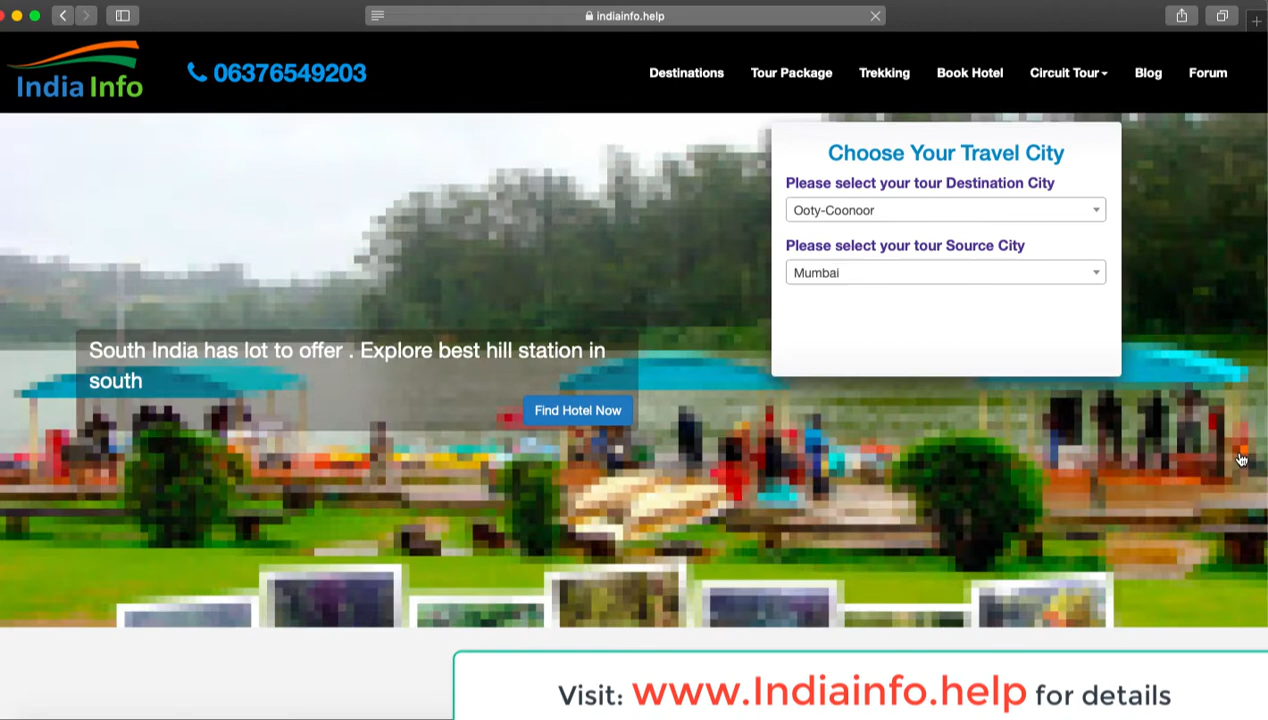 indiainfo.help
India Info
06376549203
Destinations
Tour Package
Trekking
Book Hotel
Circuit Tour
Blog
Forum
Choose Your Travel City
Please select your tour Destination City
Ooty-Coonoor
Please select your tour Source City
Mumbai
South India has lot to offer . Explore best hill station in
south
Find Hotel Now
Visit: www.Indiainfo.help for details